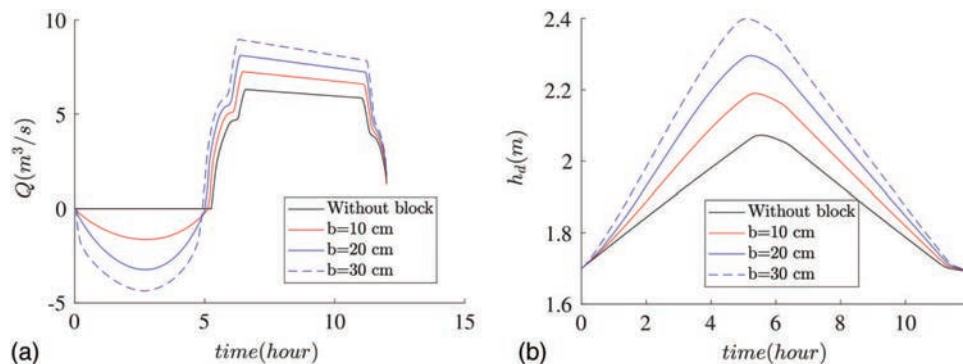 10
5
0
-5
Q(m³/s)
Without block
b=10 cm
b=20 cm
b=30 cm
0
5
10
15
time(hour)
(a)
2.4
2.2
2
1.8
1.6
h_d(m)
Without block
b=10 cm
b=20 cm
b=30 cm
0
2
4
6
8
10
time(hour)
(b)